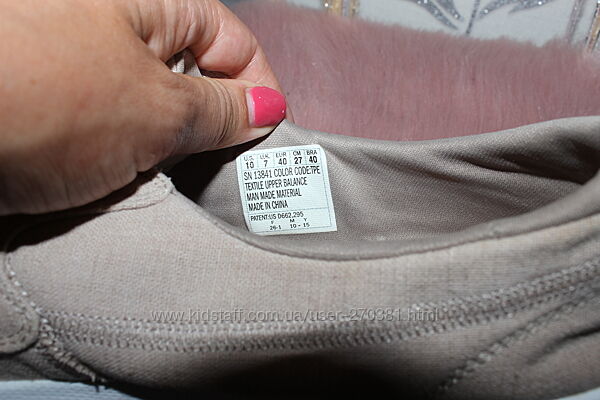 U.S. U.K. EUR CM BRA
10 7 40 27 40
SN 13841 COLOR CODE:TPE
TEXTILE UPPER BALANCE
MAN MADE MATERIAL
MADE IN CHINA
PATENT:US D662,295
F M Y
26-1 10 - 15
www.kidstaff.com.ua/user-270381.html